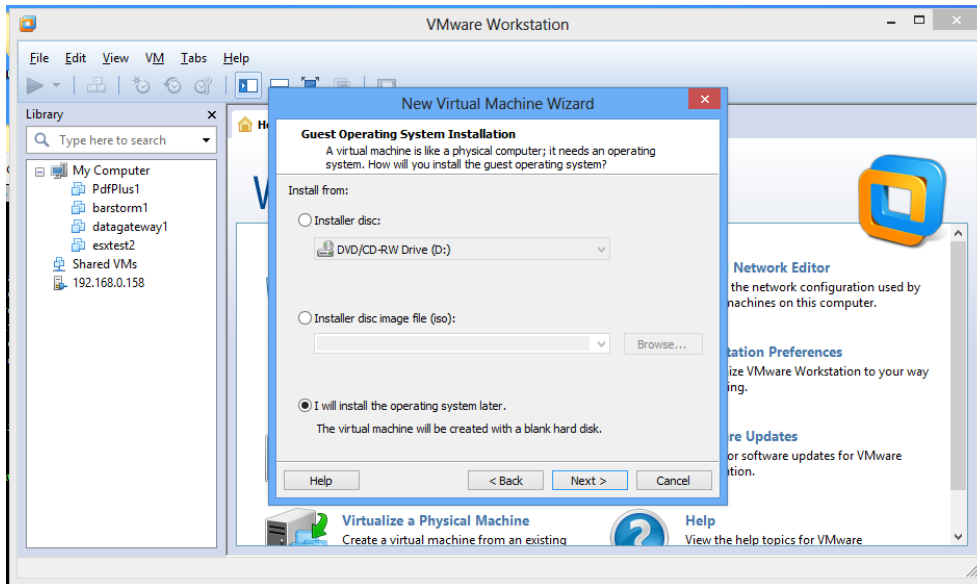 VMware Workstation
File Edit View VM Tabs Help
Library
Type here to search
My Computer
PdfPlus1
barstorm1
datagateway1
esxtest2
Shared VMs
192.168.0.158
New Virtual Machine Wizard
Guest Operating System Installation
A virtual machine is like a physical computer; it needs an operating
system. How will you install the guest operating system?
Install from:
Installer disc:
DVD/CD-RW Drive (D:)
Installer disc image file (iso):
Browse...
I will install the operating system later.
The virtual machine will be created with a blank hard disk.
Help < Back Next > Cancel
Network Editor
the network configuration used by
machines on this computer.
Preferences
VMware Workstation to your way
Updates
or software updates for VMware
Virtualize a Physical Machine
Create a virtual machine from an existing
Help
View the help topics for VMware